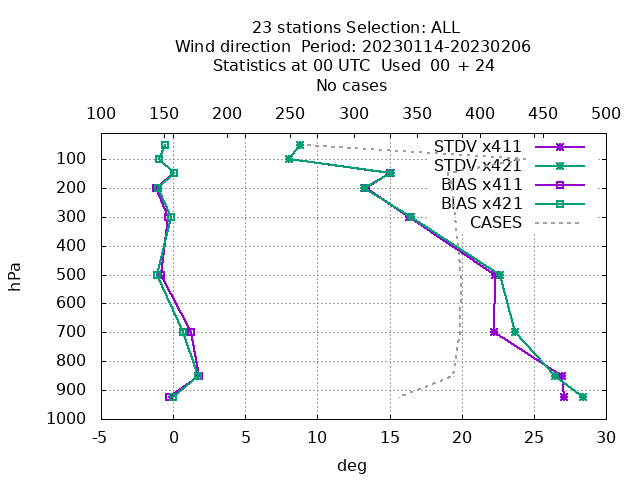 23 stations Selection: ALL
Wind direction  Period: 20230114-20230206
Statistics at 00 UTC  Used  00 + 24
No cases
100 150 200 250 300 350 400 450 500
STDV x411
STDV x421
BIAS x411
BIAS x421
CASES
100
200
300
400
500
600
700
800
900
1000
hPa
-5 0 5 10 15 20 25 30
deg